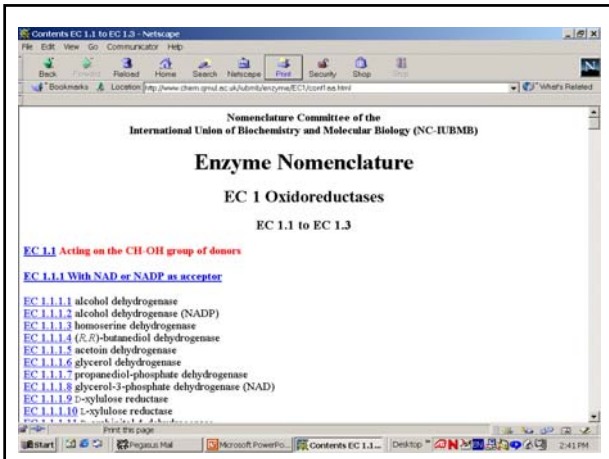 Contents EC 1.1 to EC 1.3 - Netscape
File Edit View Go Communicator Help
Back Forward Reload Home Search Netscape Print Security Shop Stop
Bookmarks Location What's Related
Nomenclature Committee of the
International Union of Biochemistry and Molecular Biology (NC-IUBMB)
Enzyme Nomenclature
EC 1 Oxidoreductases
EC 1.1 to EC 1.3
EC 1.1 Acting on the CH-OH group of donors
EC 1.1.1 With NAD or NADP as acceptor
EC 1.1.1.1 alcohol dehydrogenase
EC 1.1.1.2 alcohol dehydrogenase (NADP)
EC 1.1.1.3 homoserine dehydrogenase
EC 1.1.1.4 (R,R)-butanediol dehydrogenase
EC 1.1.1.5 acetoin dehydrogenase
EC 1.1.1.6 glycerol dehydrogenase
EC 1.1.1.7 propanediol-phosphate dehydrogenase
EC 1.1.1.8 glycerol-3-phosphate dehydrogenase (NAD)
EC 1.1.1.9 D-xylulose reductase
EC 1.1.1.10 L-xylulose reductase
Print this page
Start Pegasus Mail Microsoft PowerPo... Contents EC 1.1... Desktop 2:41 PM